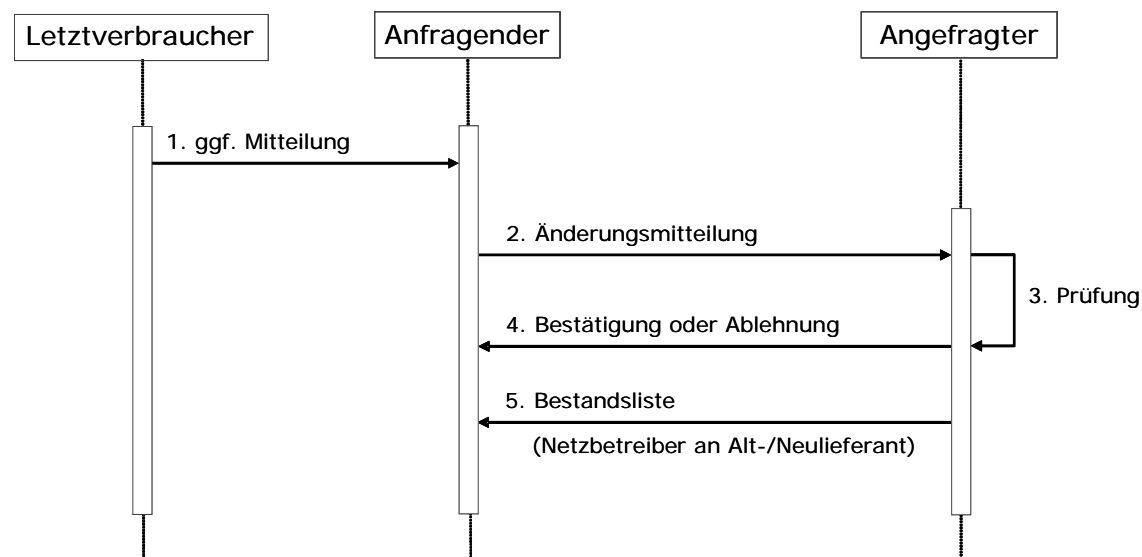 Letztverbraucher
Anfragender
Angefragter
1. ggf. Mitteilung
2. Änderungsmitteilung
3. Prüfung
4. Bestätigung oder Ablehnung
5. Bestandsliste
(Netzbetreiber an Alt-/Neulieferant)